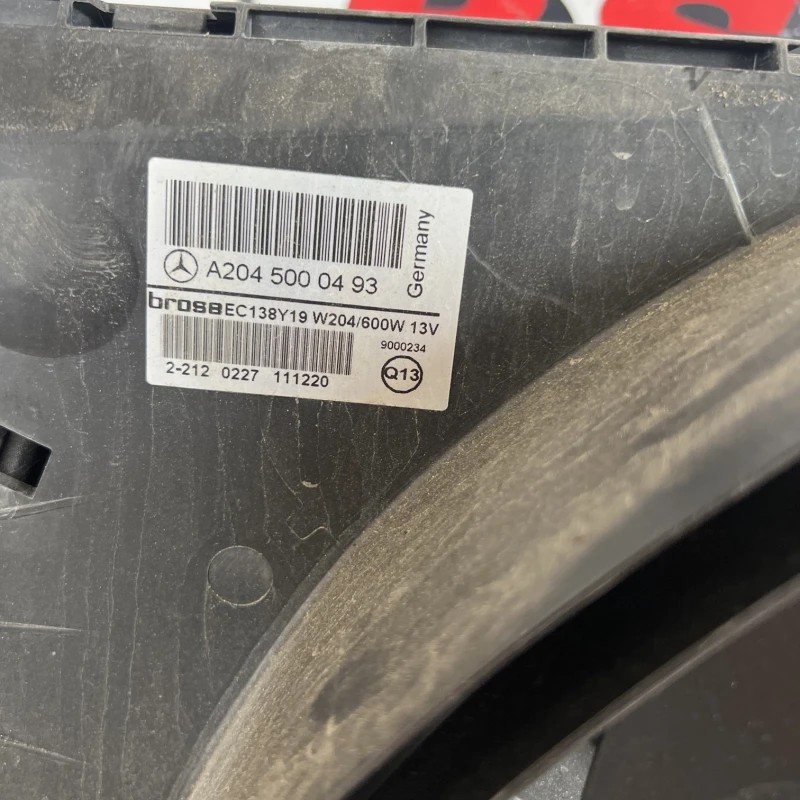 A204 500 04 93
Germany
brose EC138Y19 W204/600W 13V
9000234
2-212 0227 111220
Q13